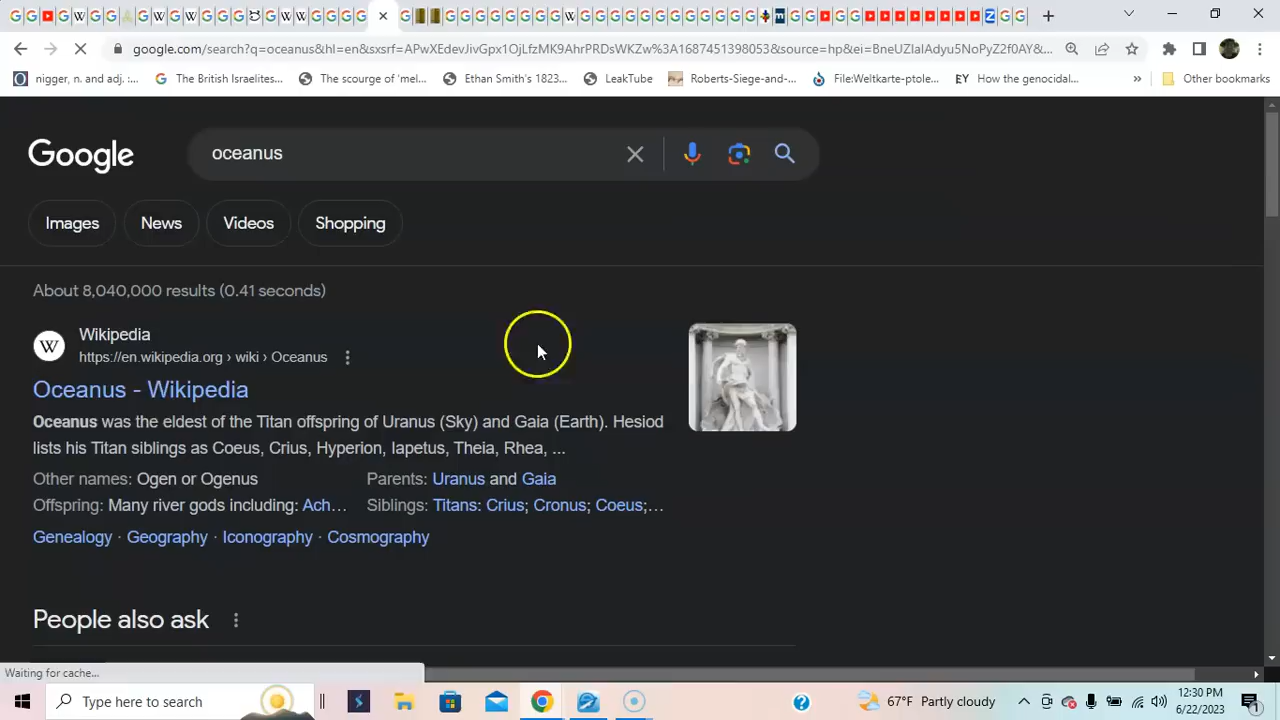 google.com/search?q=oceanus&hl=en&sxsrf=APwXEdevJivGpx1OjLfzMK9AhrPRDsWKZw%3A1687451398053&source=hp&ei=BneUZIalAdyu5NoPyZ2f0AY&...
nigger, n. and adj. :... The British Israelites... The scourge of 'mel... Ethan Smith's 1823... LeakTube Roberts-Siege-and-... File:Weltkarte-ptole... EY How the genocidal... » Other bookmarks
Google oceanus
Images News Videos Shopping
About 8,040,000 results (0.41 seconds)
W Wikipedia
https://en.wikipedia.org › wiki › Oceanus
Oceanus - Wikipedia
Oceanus was the eldest of the Titan offspring of Uranus (Sky) and Gaia (Earth). Hesiod
lists his Titan siblings as Coeus, Crius, Hyperion, Iapetus, Theia, Rhea, ...
Other names: Ogen or Ogenus Parents: Uranus and Gaia
Offspring: Many river gods including: Ach... Siblings: Titans: Crius; Cronus; Coeus;...
Genealogy · Geography · Iconography · Cosmography
People also ask
Waiting for cache...
Type here to search 67°F Partly cloudy 12:30 PM
6/22/2023